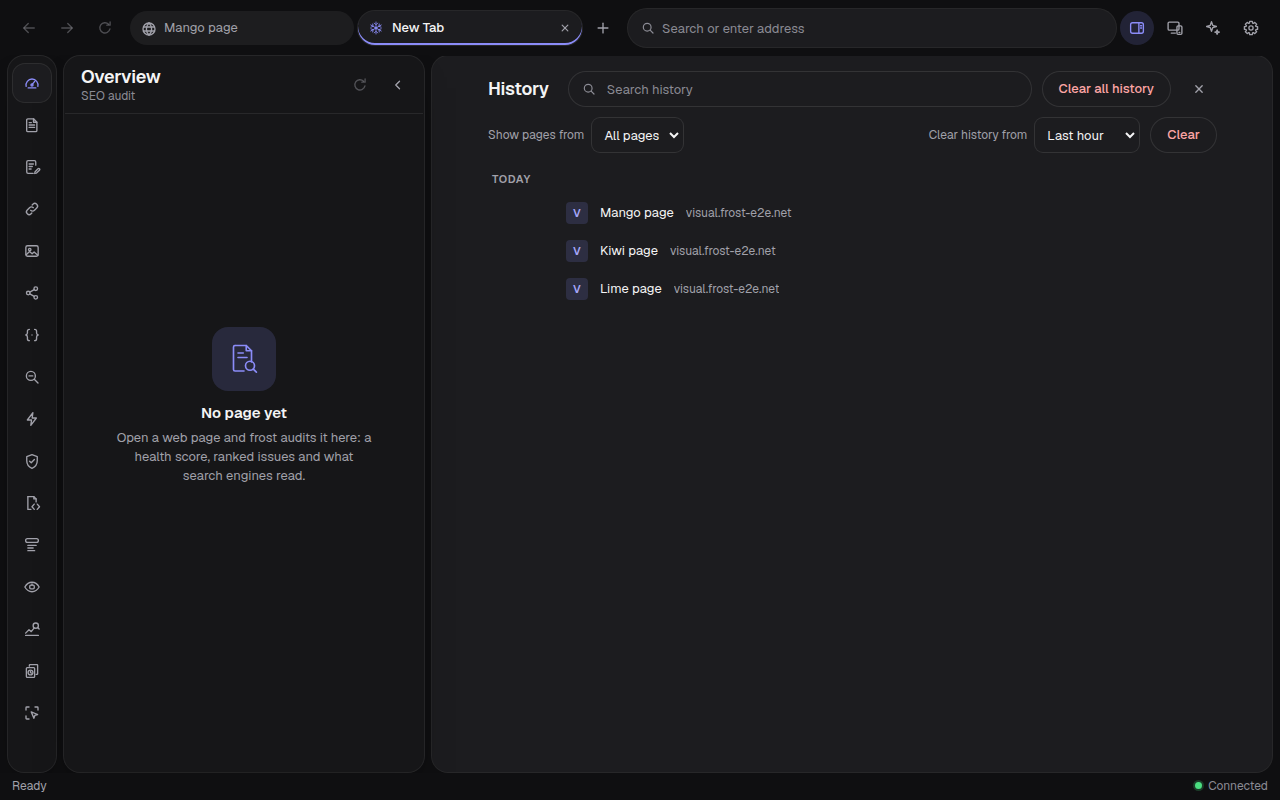 Mango page
New Tab
Search or enter address
Overview
SEO audit
History
Search history
Clear all history
Show pages from
All pages
Clear history from
Last hour
Clear
TODAY
V Mango page visual.frost-e2e.net
V Kiwi page visual.frost-e2e.net
V Lime page visual.frost-e2e.net
No page yet
Open a web page and frost audits it here: a
health score, ranked issues and what
search engines read.
Ready
Connected